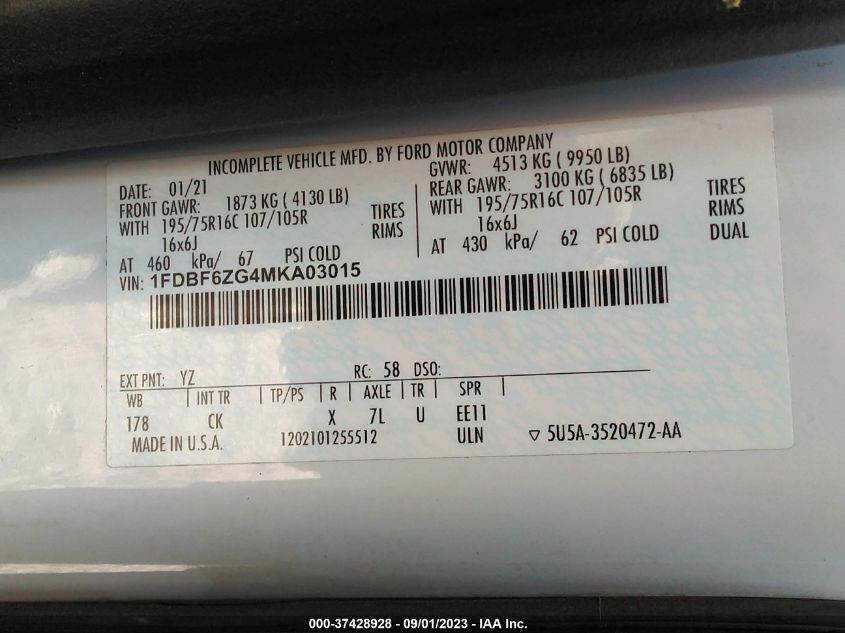 INCOMPLETE VEHICLE MFD. BY FORD MOTOR COMPANY
DATE: 01/21 GVWR: 4513 KG ( 9950 LB)
FRONT GAWR: 1873 KG ( 4130 LB) REAR GAWR: 3100 KG ( 6835 LB)
WITH 195/75R16C 107/105R TIRES WITH 195/75R16C 107/105R TIRES
16x6J RIMS 16x6J RIMS
AT 460 kPa/ 67 PSI COLD AT 430 kPa/ 62 PSI COLD DUAL
VIN: 1FDBF6ZG4MKA03015
EXT PNT: YZ RC: 58 DSO:
WB INT TR TP/PS R AXLE TR SPR
178 CK X 7L U EE11
MADE IN U.S.A. 1202101255512 ULN ▽ 5U5A-3520472-AA
000-37428928 - 09/01/2023 - IAA Inc.